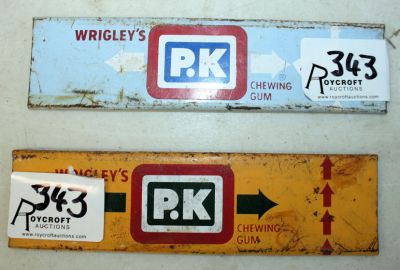 WRIGLEY'S
P.K
CHEWING
GUM
343
ROYCROFT
AUCTIONS
www.roycroftauctions.com
WRIGLEY'S
P.K
CHEWING
GUM
343
ROYCROFT
AUCTIONS
www.roycroftauctions.com